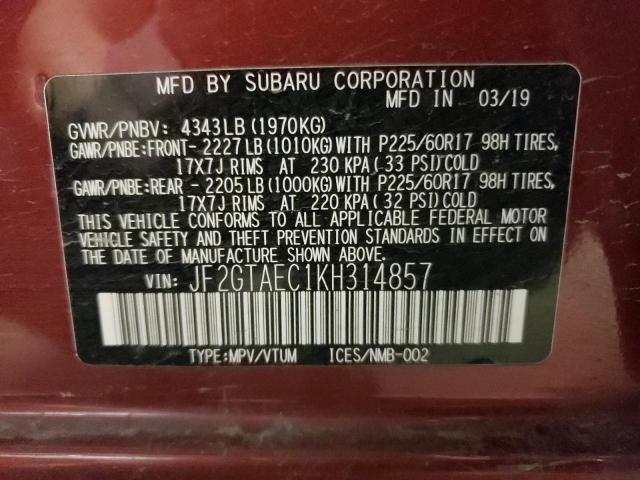 MFD BY SUBARU CORPORATION
MFD IN 03/19
GVWR/PNBV: 4343LB (1970KG)
GAWR/PNBE:FRONT- 2227 LB (1010KG) WITH P225/60R17 98H TIRES,
17X7J RIMS AT 230 KPA( 33 PSI)COLD
GAWR/PNBE:REAR - 2205 LB (1000KG) WITH P225/60R17 98H TIRES,
17X7J RIMS AT 220 KPA( 32 PSI)COLD
THIS VEHICLE CONFORMS TO ALL APPLICABLE FEDERAL MOTOR
VEHICLE SAFETY AND THEFT PREVENTION STANDARDS IN EFFECT ON
THE DATE OF MANUFACTURE SHOWN ABOVE.
VIN: JF2GTAEC1KH314857
TYPE:MPV/VTUM ICES/NMB-002